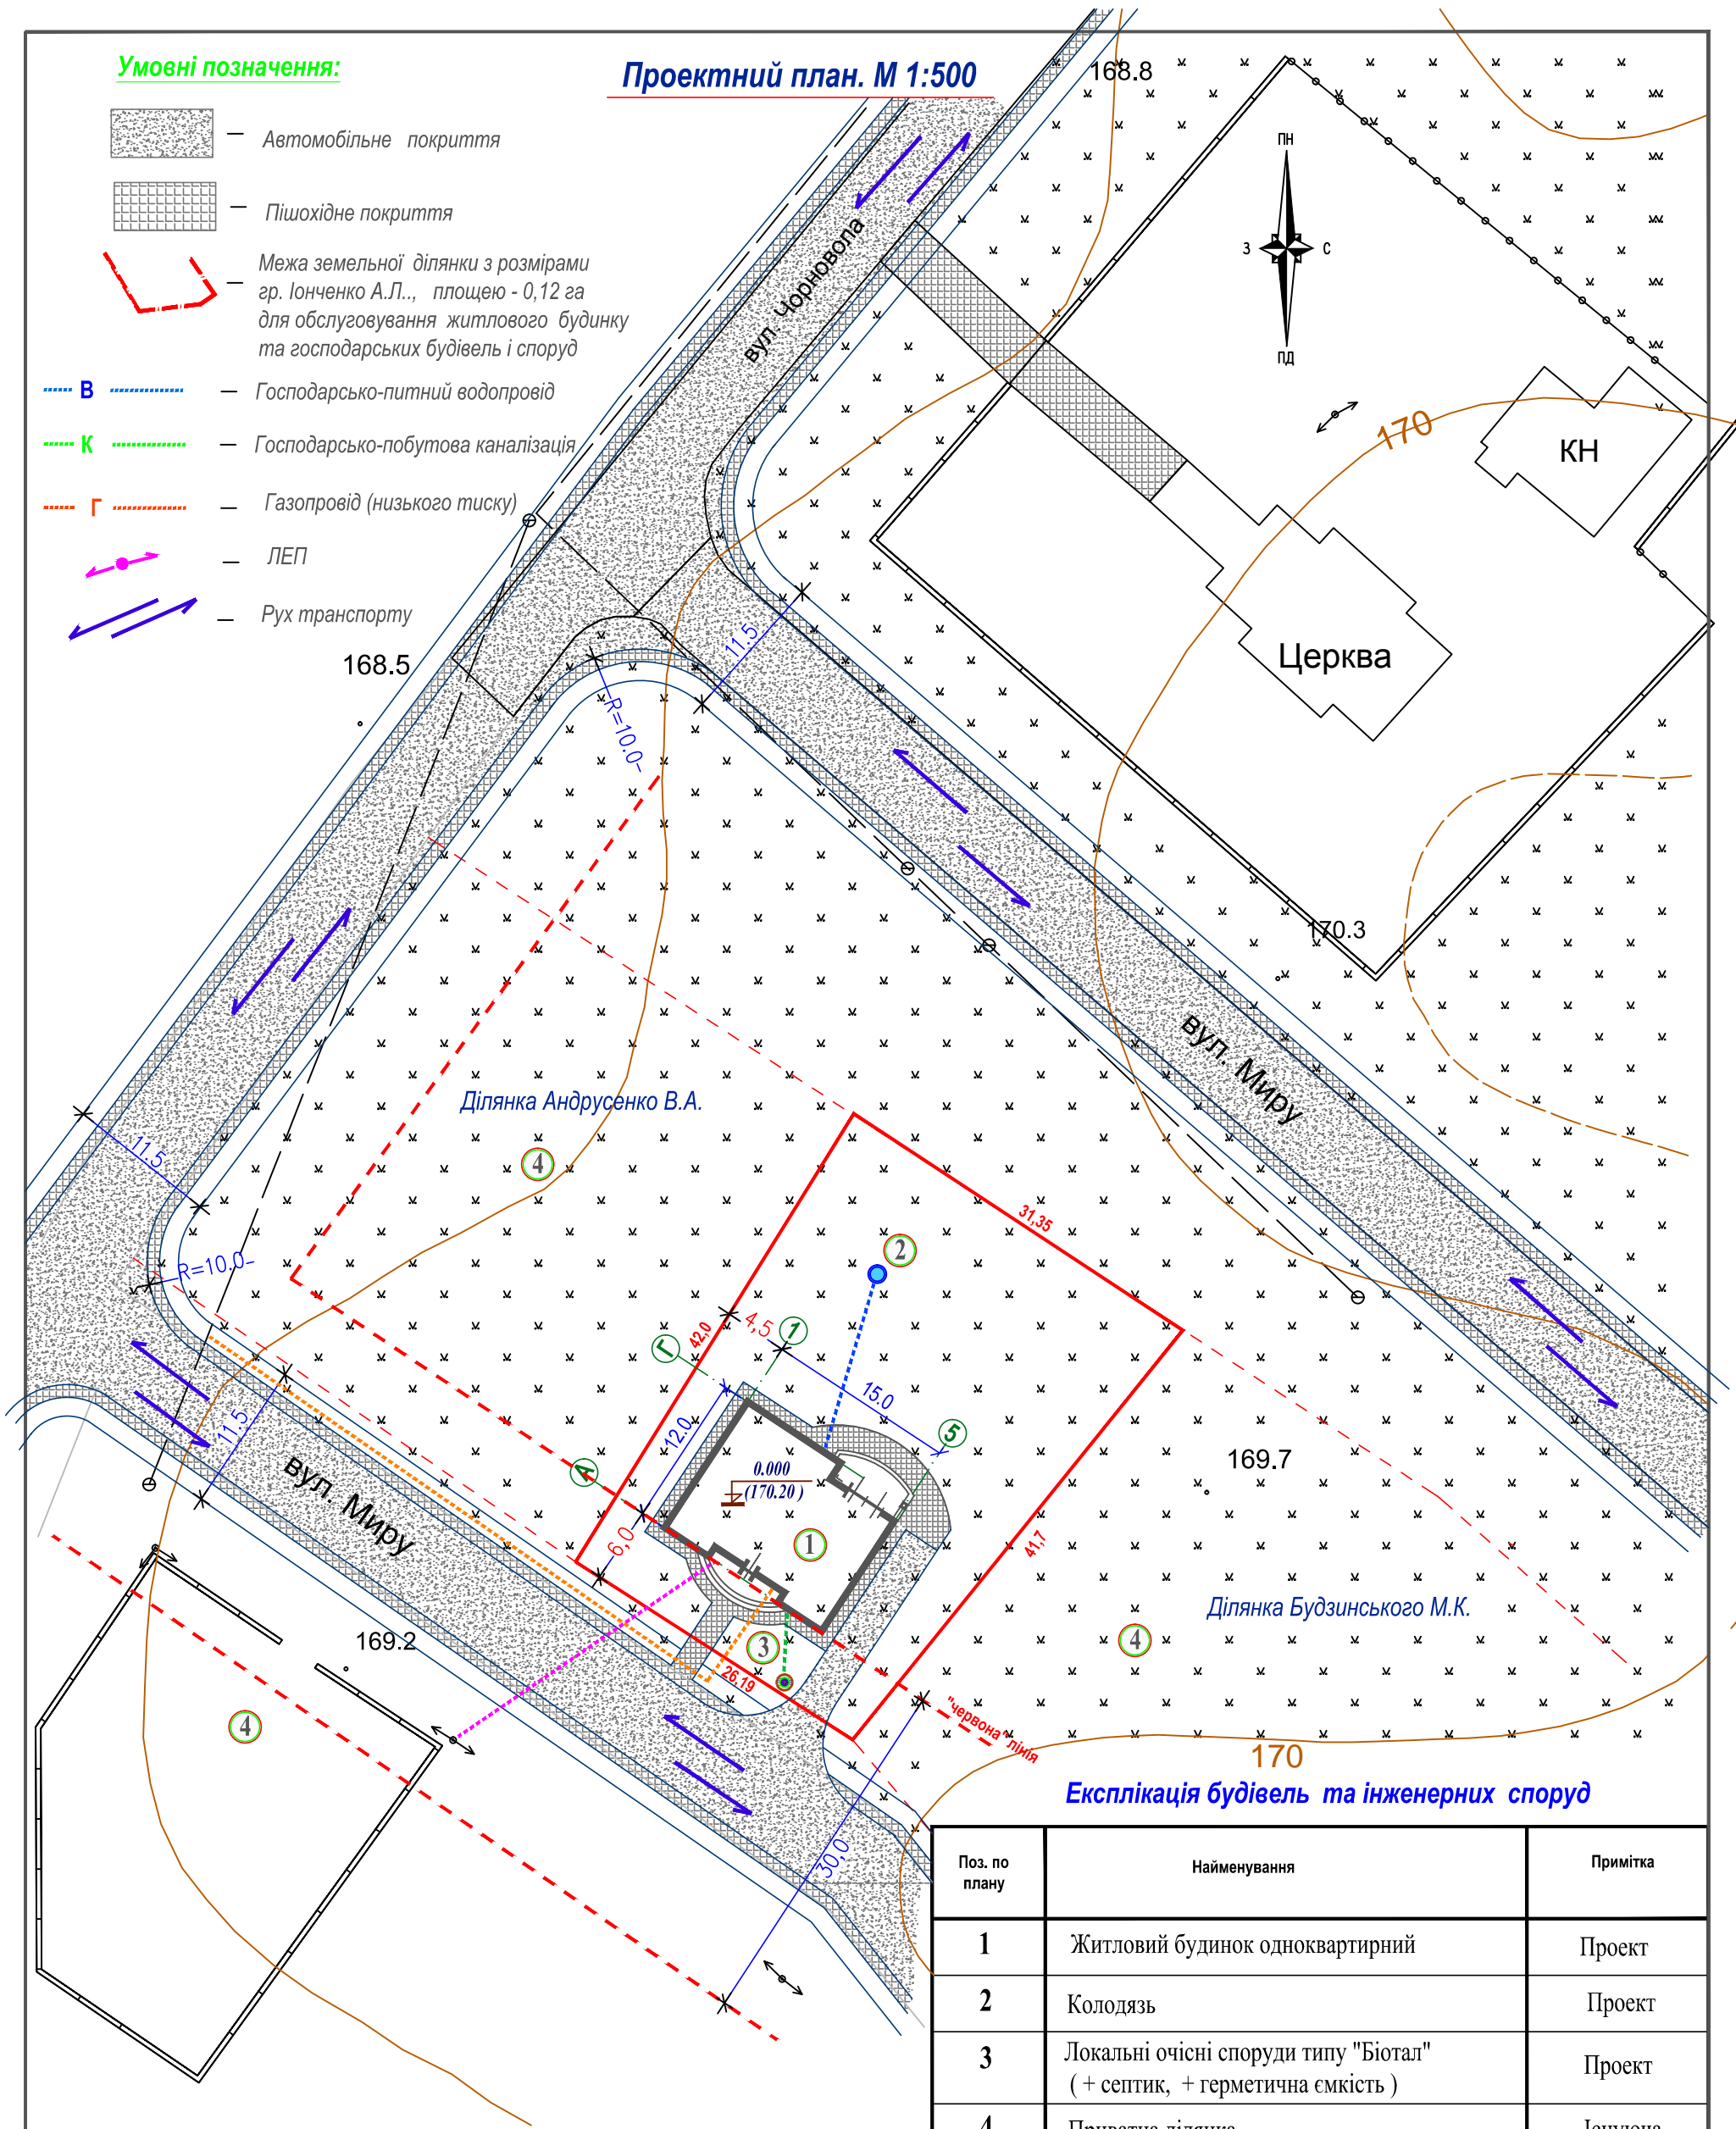 Умовні позначення:
Проектний план. М 1:500
Автомобільне покриття
Пішохідне покриття
Межа земельної ділянки з розмірами
гр. Іонченко А.Л.., площею - 0,12 га
для обслуговування житлового будинку
та господарських будівель і споруд
В
Господарсько-питний водопровід
К
Господарсько-побутова каналізація
Г
Газопровід (низького тиску)
ЛЕП
Рух транспорту
168.8
ПН
З
С
ПД
вул. Чорновола
170
КН
Церква
168.5
11.5
R=10.0
170.3
вул. Миру
Ділянка Андрусенко В.А.
4
11.5
R=10.0
31,35
2
42,0
4,5
1
Г
15.0
12.0
5
А
0.000
(170.20 )
1
6,0
41,7
169.7
11.5
вул. Миру
Ділянка Будзинського М.К.
4
169.2
3
26,19
"червона" лінія
4
170
30,0
Експлікація будівель та інженерних споруд
Поз. по
плану
Найменування
Примітка
1
Житловий будинок одноквартирний
Проект
2
Колодязь
Проект
3
Локальні очісні споруди типу "Біотал"
( + септик, + герметична ємкість )
Проект
4
Приватна ділянка